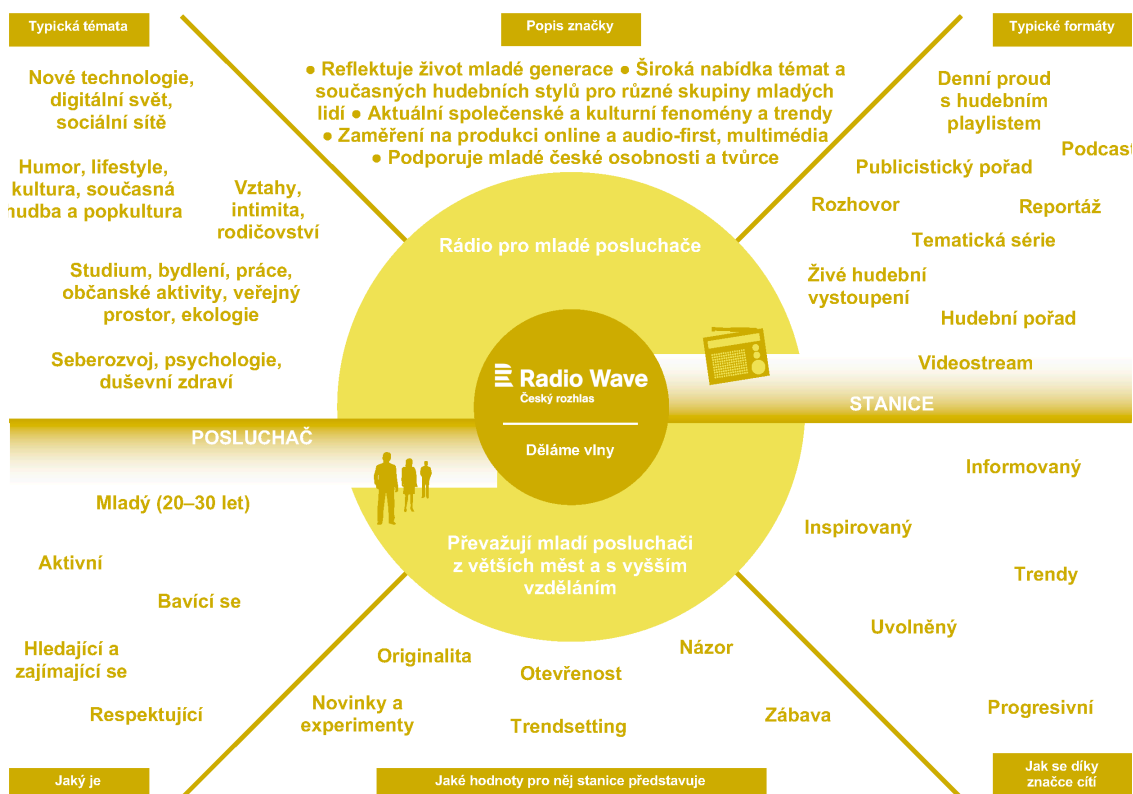 Typická témata
Nové technologie,
digitální svět,
sociální sítě
Humor, lifestyle,
kultura, současná
hudba a popkultura
Vztahy,
intimita,
rodičovství
Studium, bydlení, práce,
občanské aktivity, veřejný
prostor, ekologie
Seberozvoj, psychologie,
duševní zdraví
Popis značky
● Reflektuje život mladé generace ● Široká nabídka témat a
současných hudebních stylů pro různé skupiny mladých
lidí ● Aktuální společenské a kulturní fenomény a trendy
● Zaměření na produkci online a audio-first, multimédia
● Podporuje mladé české osobnosti a tvůrce
Typické formáty
Denní proud
s hudebním
playlistem
Podcast
Publicistický pořad
Rozhovor
Reportáž
Tematická série
Živé hudební
vystoupení
Hudební pořad
Videostream
Rádio pro mladé posluchače
Radio Wave
Český rozhlas
Děláme vlny
STANICE
POSLUCHAČ
Převažují mladí posluchači
z větších měst a s vyšším
vzděláním
Mladý (20–30 let)
Aktivní
Bavící se
Hledající a
zajímající se
Respektující
Jaký je
Originalita
Otevřenost
Názor
Novinky a
experimenty
Trendsetting
Zábava
Jaké hodnoty pro něj stanice představuje
Informovaný
Inspirovaný
Trendy
Uvolněný
Progresivní
Jak se díky
značce cítí